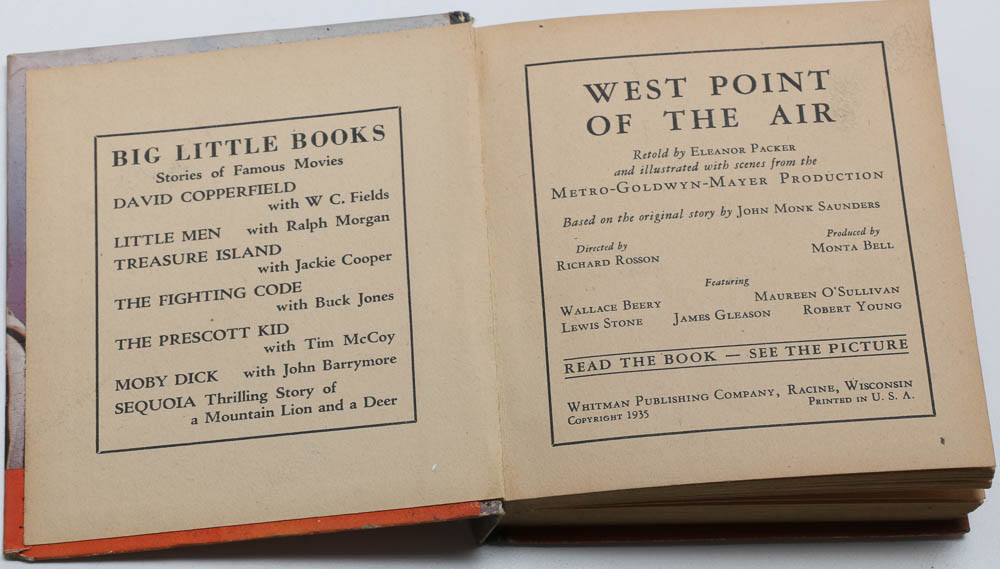 BIG LITTLE BOOKS
Stories of Famous Movies
DAVID COPPERFIELD
with W C. Fields
LITTLE MEN with Ralph Morgan
TREASURE ISLAND
with Jackie Cooper
THE FIGHTING CODE
with Buck Jones
THE PRESCOTT KID
with Tim McCoy
MOBY DICK with John Barrymore
SEQUOIA Thrilling Story of
a Mountain Lion and a Deer
WEST POINT
OF THE AIR
Retold by ELEANOR PACKER
and illustrated with scenes from the
METRO-GOLDWYN-MAYER PRODUCTION
Based on the original story by JOHN MONK SAUNDERS
Directed by
RICHARD ROSSON
Produced by
MONTA BELL
Featuring
WALLACE BEERY MAUREEN O'SULLIVAN
LEWIS STONE JAMES GLEASON ROBERT YOUNG
READ THE BOOK — SEE THE PICTURE
WHITMAN PUBLISHING COMPANY, RACINE, WISCONSIN
COPYRIGHT 1935 PRINTED IN U. S. A.